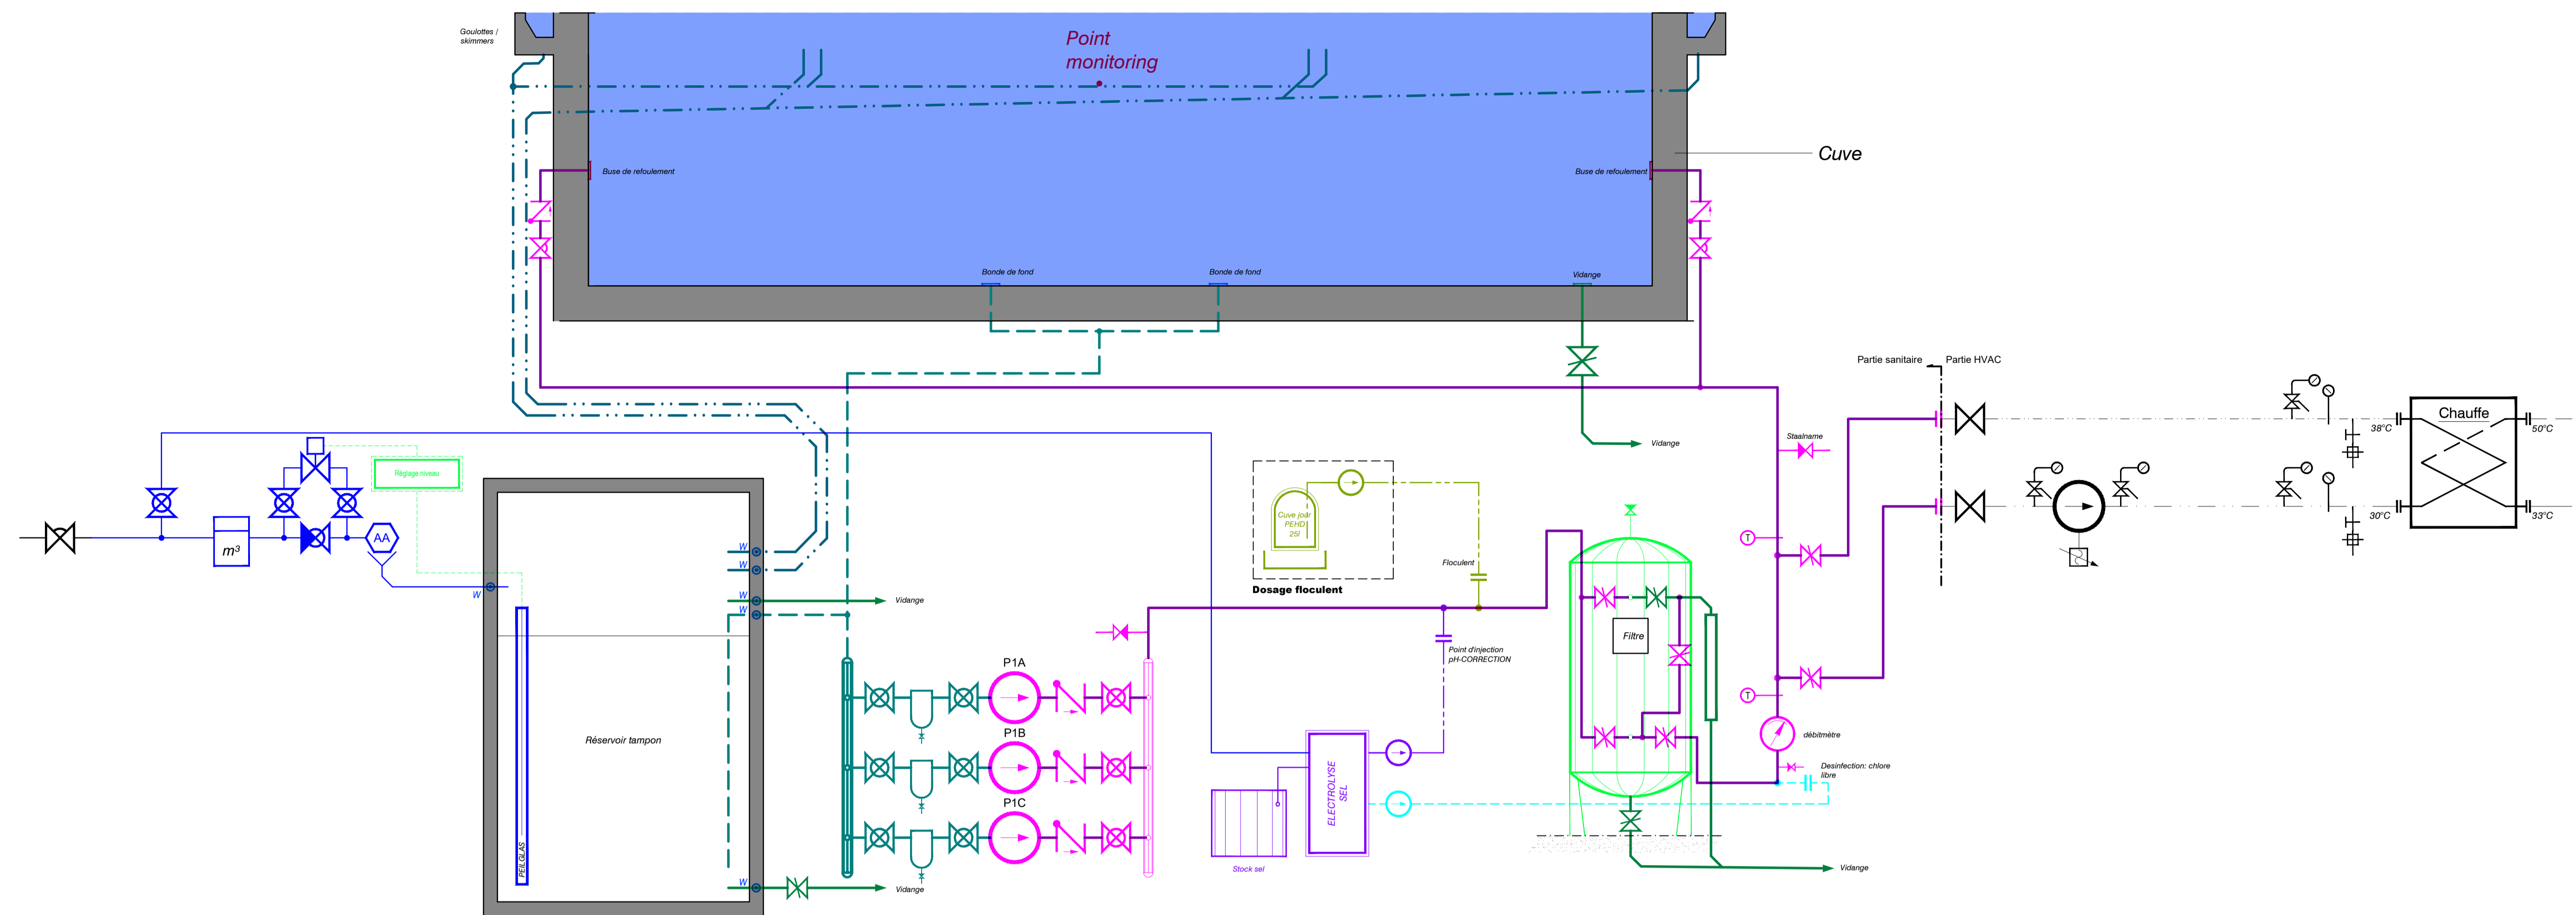 Goulottes /
skimmers
Point
monitoring
Cuve
Buse de refoulement
Buse de refoulement
Bonde de fond
Bonde de fond
Vidange
Partie sanitaire
Partie HVAC
Chauffe
38°C
50°C
30°C
33°C
Staalname
Vidange
Réglage niveau
m³
AA
W
W
W
W
W
W
Vidange
Cuve jour
PEHD
25l
Floculent
Dosage floculent
T
T
Filtre
Point d'injection
pH-CORRECTION
P1A
P1B
P1C
Réservoir tampon
PEILGLAS
débitmètre
Desinfection: chlore
libre
ELECTROLYSE
SEL
Stock sel
Vidange
Vidange